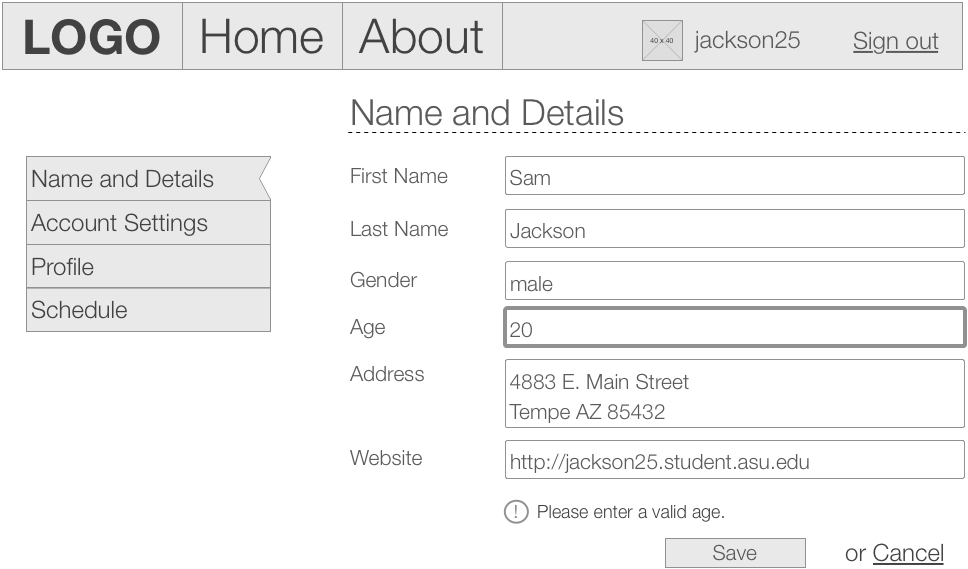 LOGO Home About 40 x 40 jackson25 Sign out
Name and Details
Name and Details
Account Settings
Profile
Schedule
First Name Sam
Last Name Jackson
Gender male
Age 20
Address 4883 E. Main Street
Tempe AZ 85432
Website http://jackson25.student.asu.edu
! Please enter a valid age.
Save or Cancel